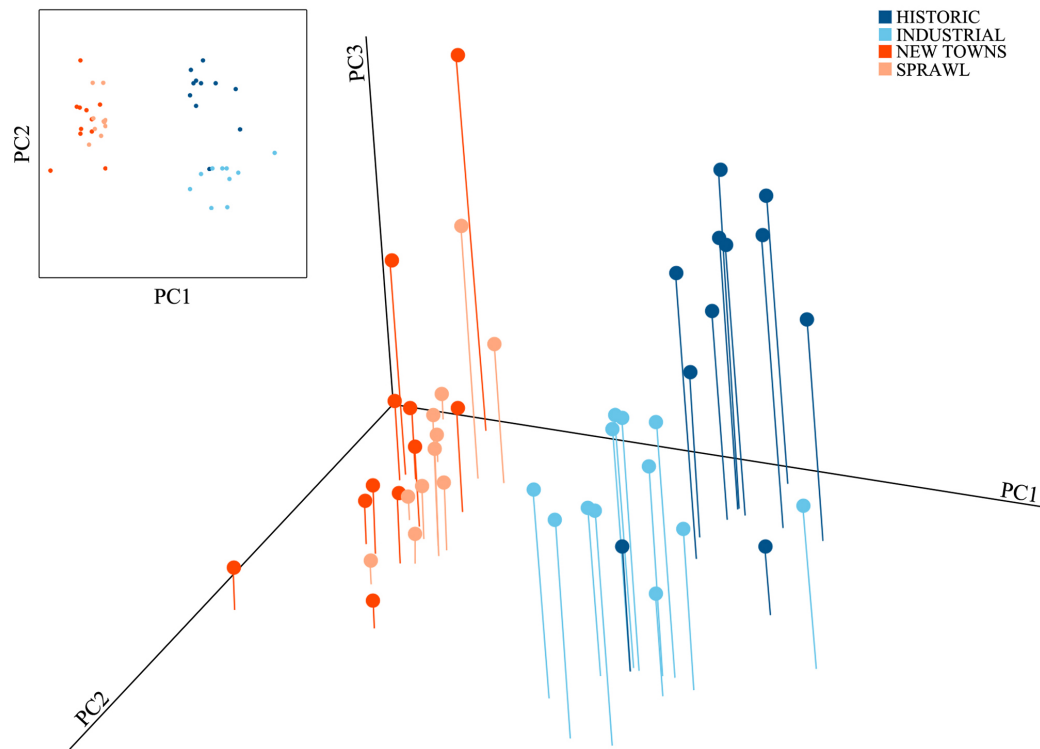 PC2
PC1
HISTORIC
INDUSTRIAL
NEW TOWNS
SPRAWL
PC3
PC1
PC2